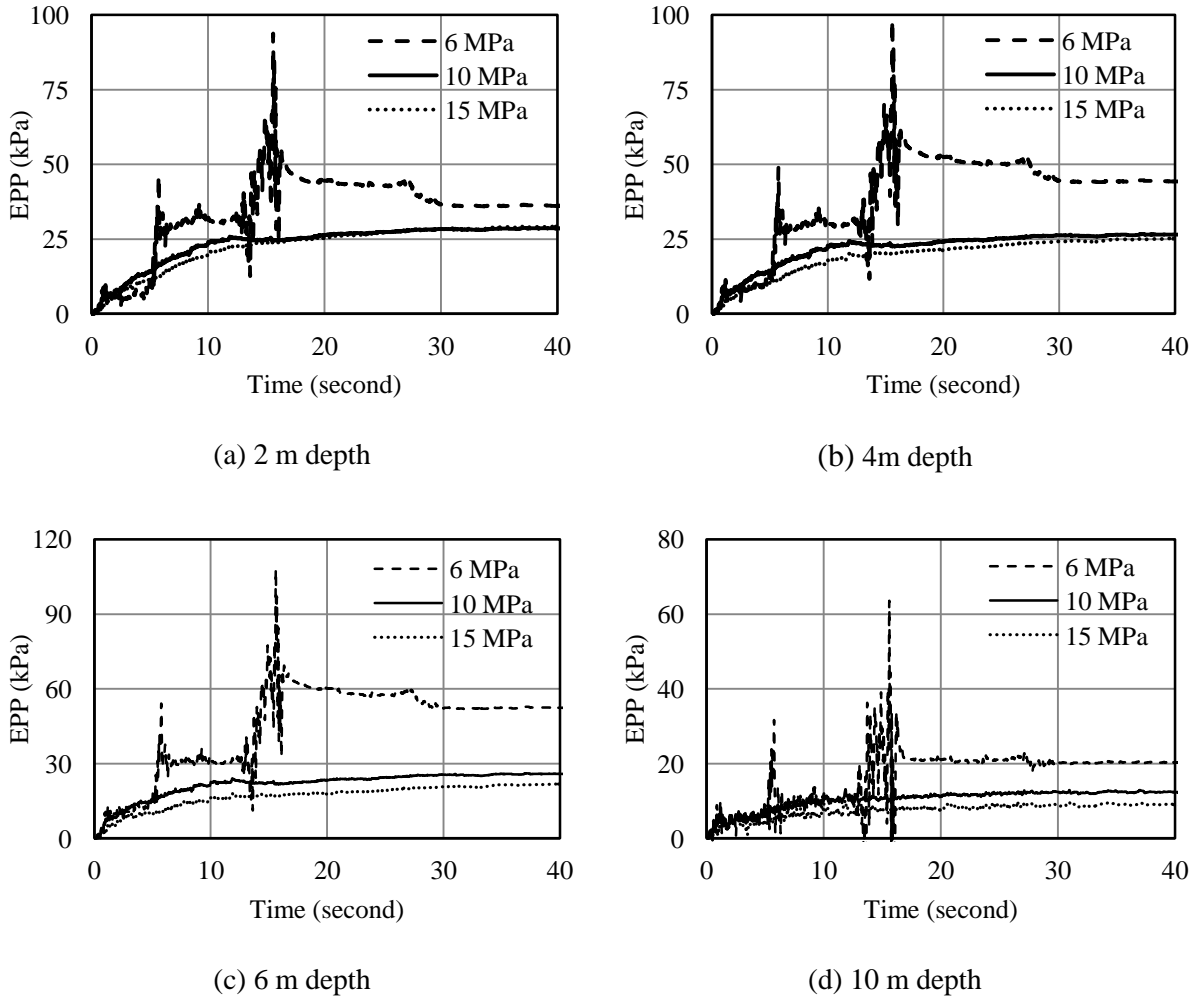 100
75
50
25
0
EPP (kPa)
6 MPa
10 MPa
15 MPa
0 10 20 30 40
Time (second)
(a) 2 m depth
100
75
50
25
0
EPP (kPa)
6 MPa
10 MPa
15 MPa
0 10 20 30 40
Time (second)
(b) 4m depth
120
90
60
30
0
EPP (kPa)
6 MPa
10 MPa
15 MPa
0 10 20 30 40
Time (second)
(c) 6 m depth
80
60
40
20
0
EPP (kPa)
6 MPa
10 MPa
15 MPa
0 10 20 30 40
Time (second)
(d) 10 m depth